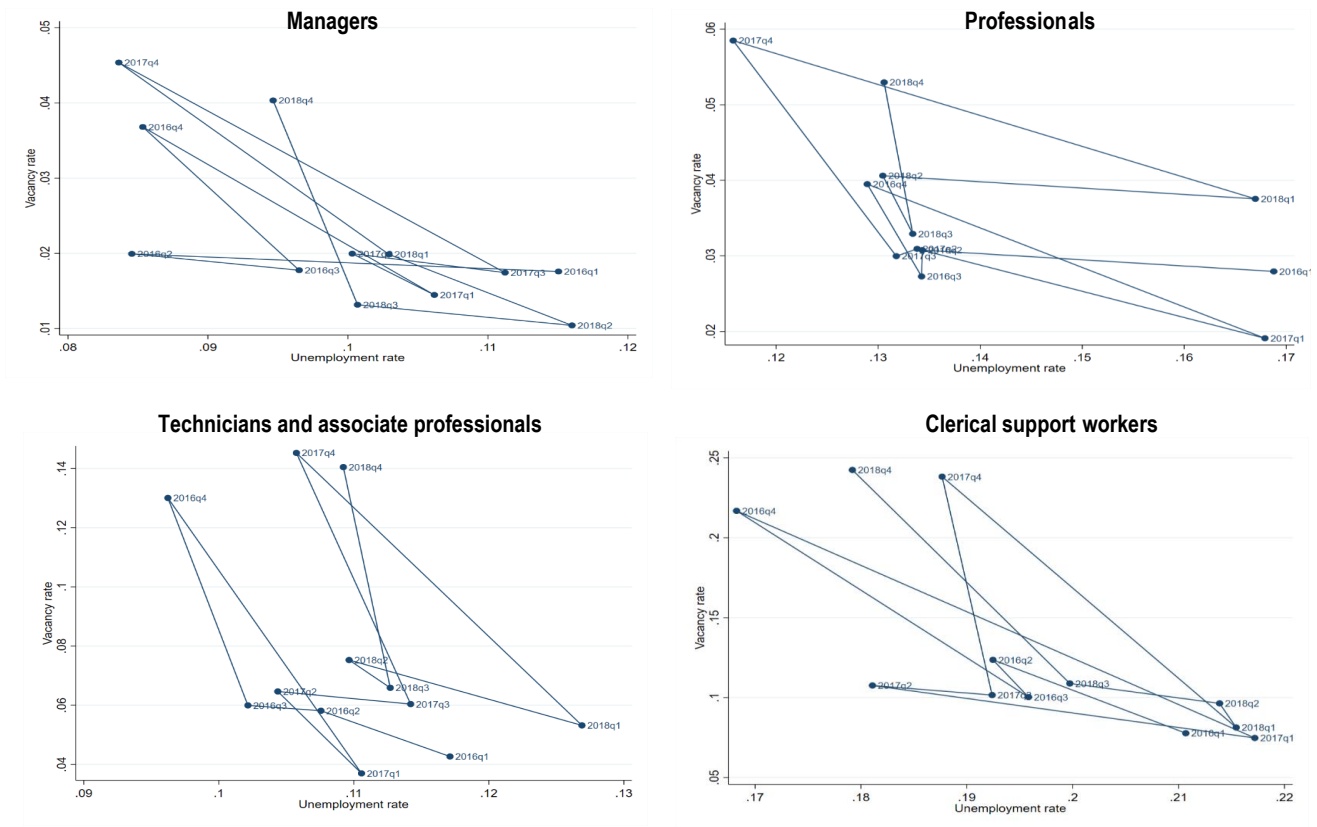 Managers
.05
.04
.03
.02
.01
Vacancy rate
2017q4
2018q4
2016q4
2016q2
2018q1
2016q3
2017q3
2016q1
2017q1
2018q3
2018q2
.08
.09
.1
.11
.12
Unemployment rate
Professionals
.06
.05
.04
.03
.02
Vacancy rate
2017q4
2018q4
2018q2
2016q4
2018q1
2018q3
2017q2
2016q2
2017q3
2016q3
2016q1
2017q1
.12
.13
.14
.15
.16
.17
Unemployment rate
Technicians and associate professionals
.14
.12
.1
.08
.06
.04
Vacancy rate
2017q4
2018q4
2016q4
2018q2
2018q3
2017q2
2016q3
2016q2
2017q3
2018q1
2016q1
2017q1
.09
.1
.11
.12
.13
Unemployment rate
Clerical support workers
.25
.2
.15
.1
.05
Vacancy rate
2018q4
2017q4
2016q4
2016q2
2017q2
2018q3
2016q3
2018q2
2018q1
2017q1
.17
.18
.19
.2
.21
.22
Unemployment rate